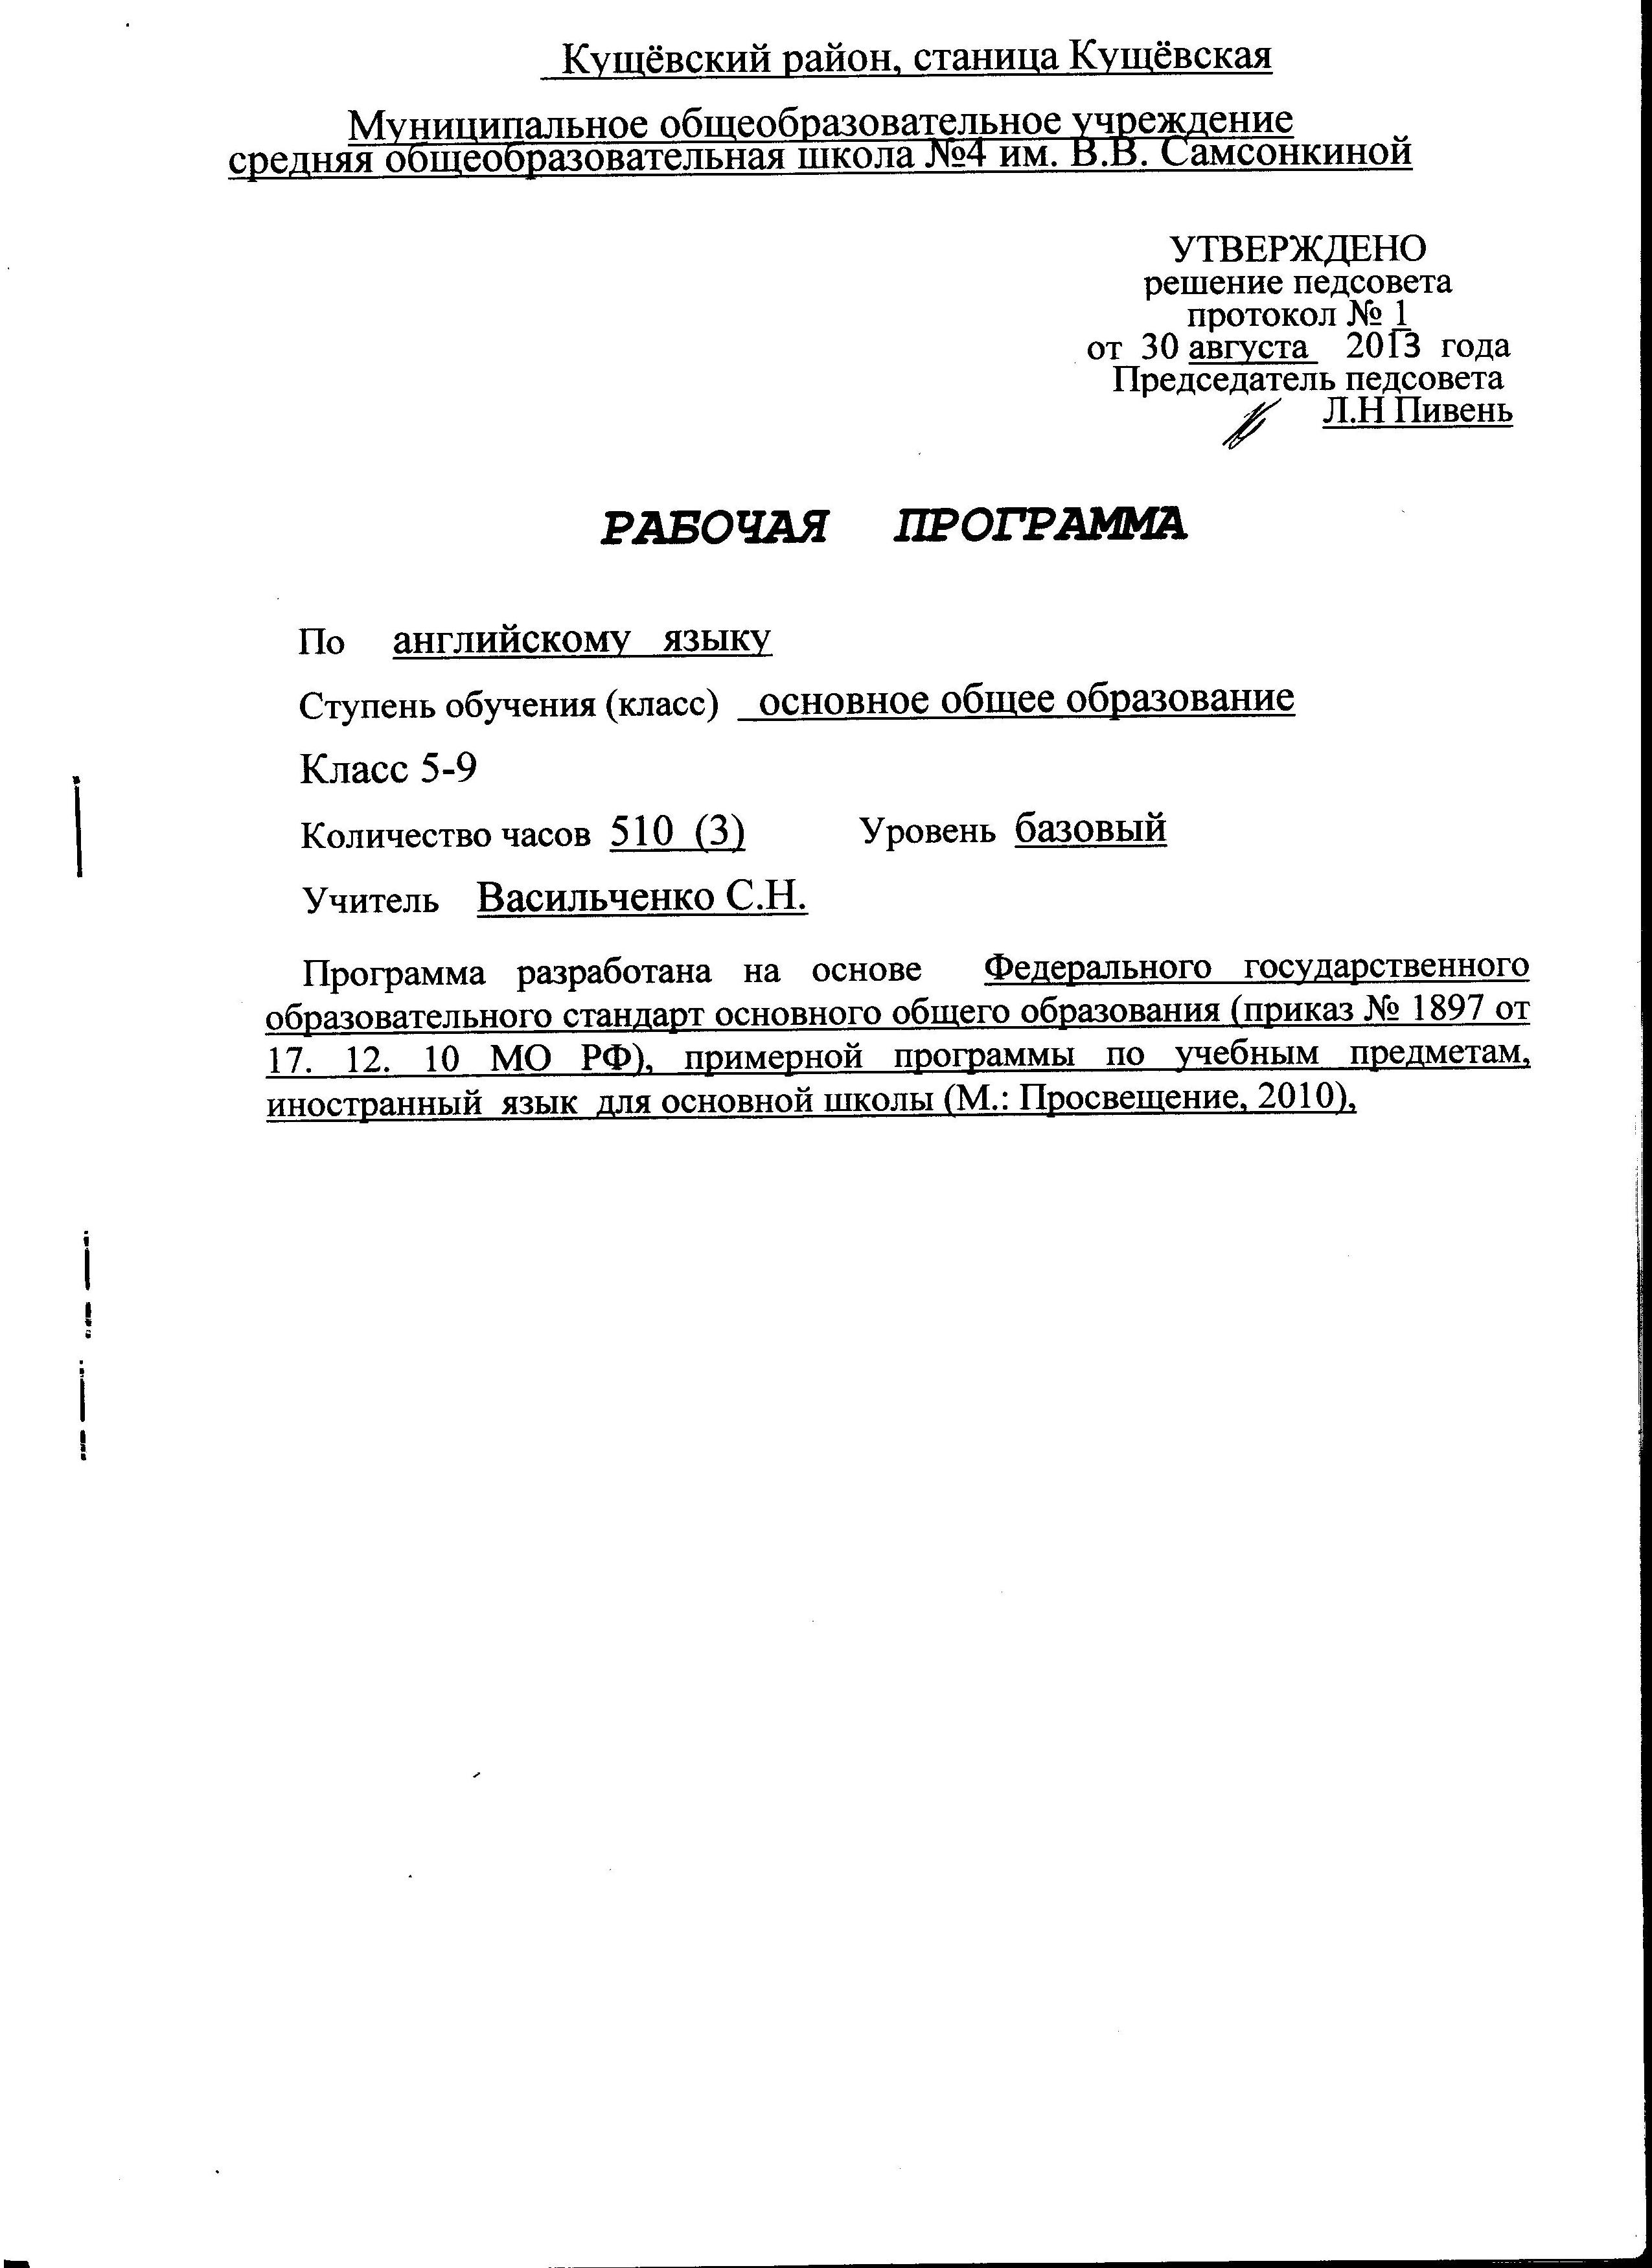 Кущёвский район, станица Кущёвская
Муниципальное общеобразовательное учреждение
средняя общеобразовательная школа №4 им. В.В. Самсонкиной
УТВЕРЖДЕНО
решение педсовета
протокол № 1
от 30 августа 2013 года
Председатель педсовета
Л.Н Пивень
РАБОЧАЯ ПРОГРАММА
По английскому языку
Ступень обучения (класс) основное общее образование
Класс 5-9
Количество часов 510 (3) Уровень базовый
Учитель Васильченко С.Н.
Программа разработана на основе Федерального государственного
образовательного стандарт основного общего образования (приказ № 1897 от
17. 12. 10 МО РФ), примерной программы по учебным предметам,
иностранный язык для основной школы (М.: Просвещение, 2010),